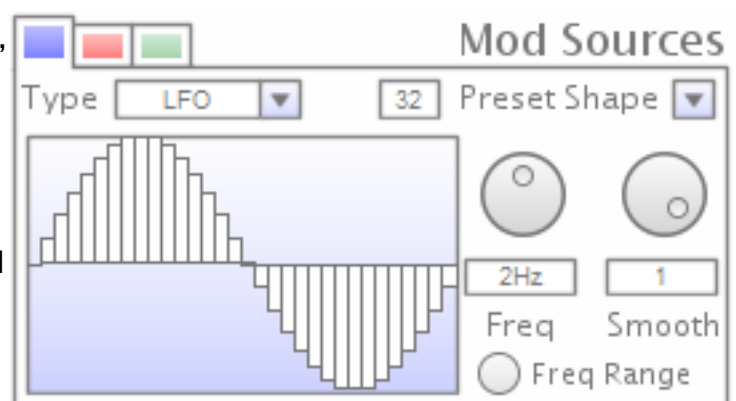 ,
Mod Sources
Type LFO 32 Preset Shape
2Hz 1
Freq Smooth
Freq Range